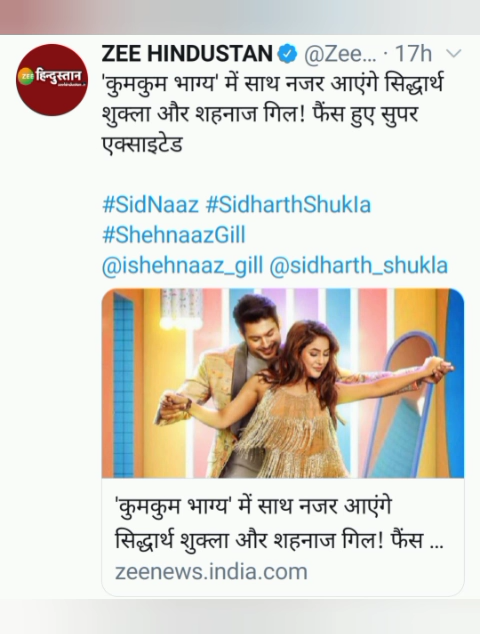 ZEE HINDUSTAN @Zee... · 17h
ZEE हिन्दुस्तान
'कुमकुम भाग्य' में साथ नजर आएंगे सिद्धार्थ
शुक्ला और शहनाज गिल! फैंस हुए सुपर
एक्साइटेड
#SidNaaz #SidharthShukla
#ShehnaazGill
@ishehnaaz_gill @sidharth_shukla
'कुमकुम भाग्य' में साथ नजर आएंगे
सिद्धार्थ शुक्ला और शहनाज गिल! फैंस ...
zeenews.india.com